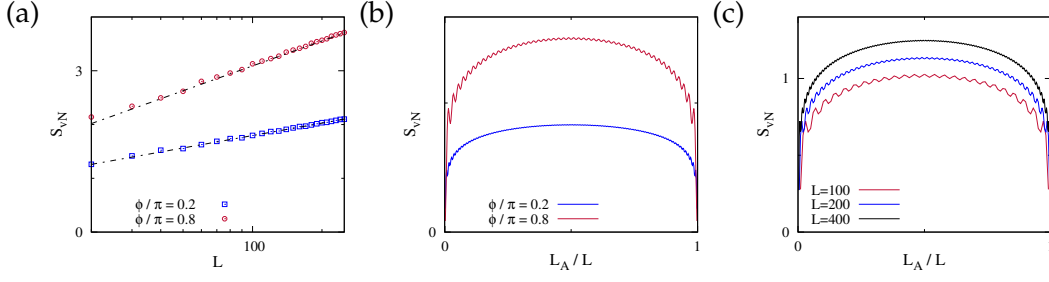 (a)
3
0
S_vN
100
L
ϕ / π = 0.2
ϕ / π = 0.8
(b)
S_vN
0
1
L_A / L
ϕ / π = 0.2
ϕ / π = 0.8
(c)
1
0
S_vN
0
1
L_A / L
L=100
L=200
L=400